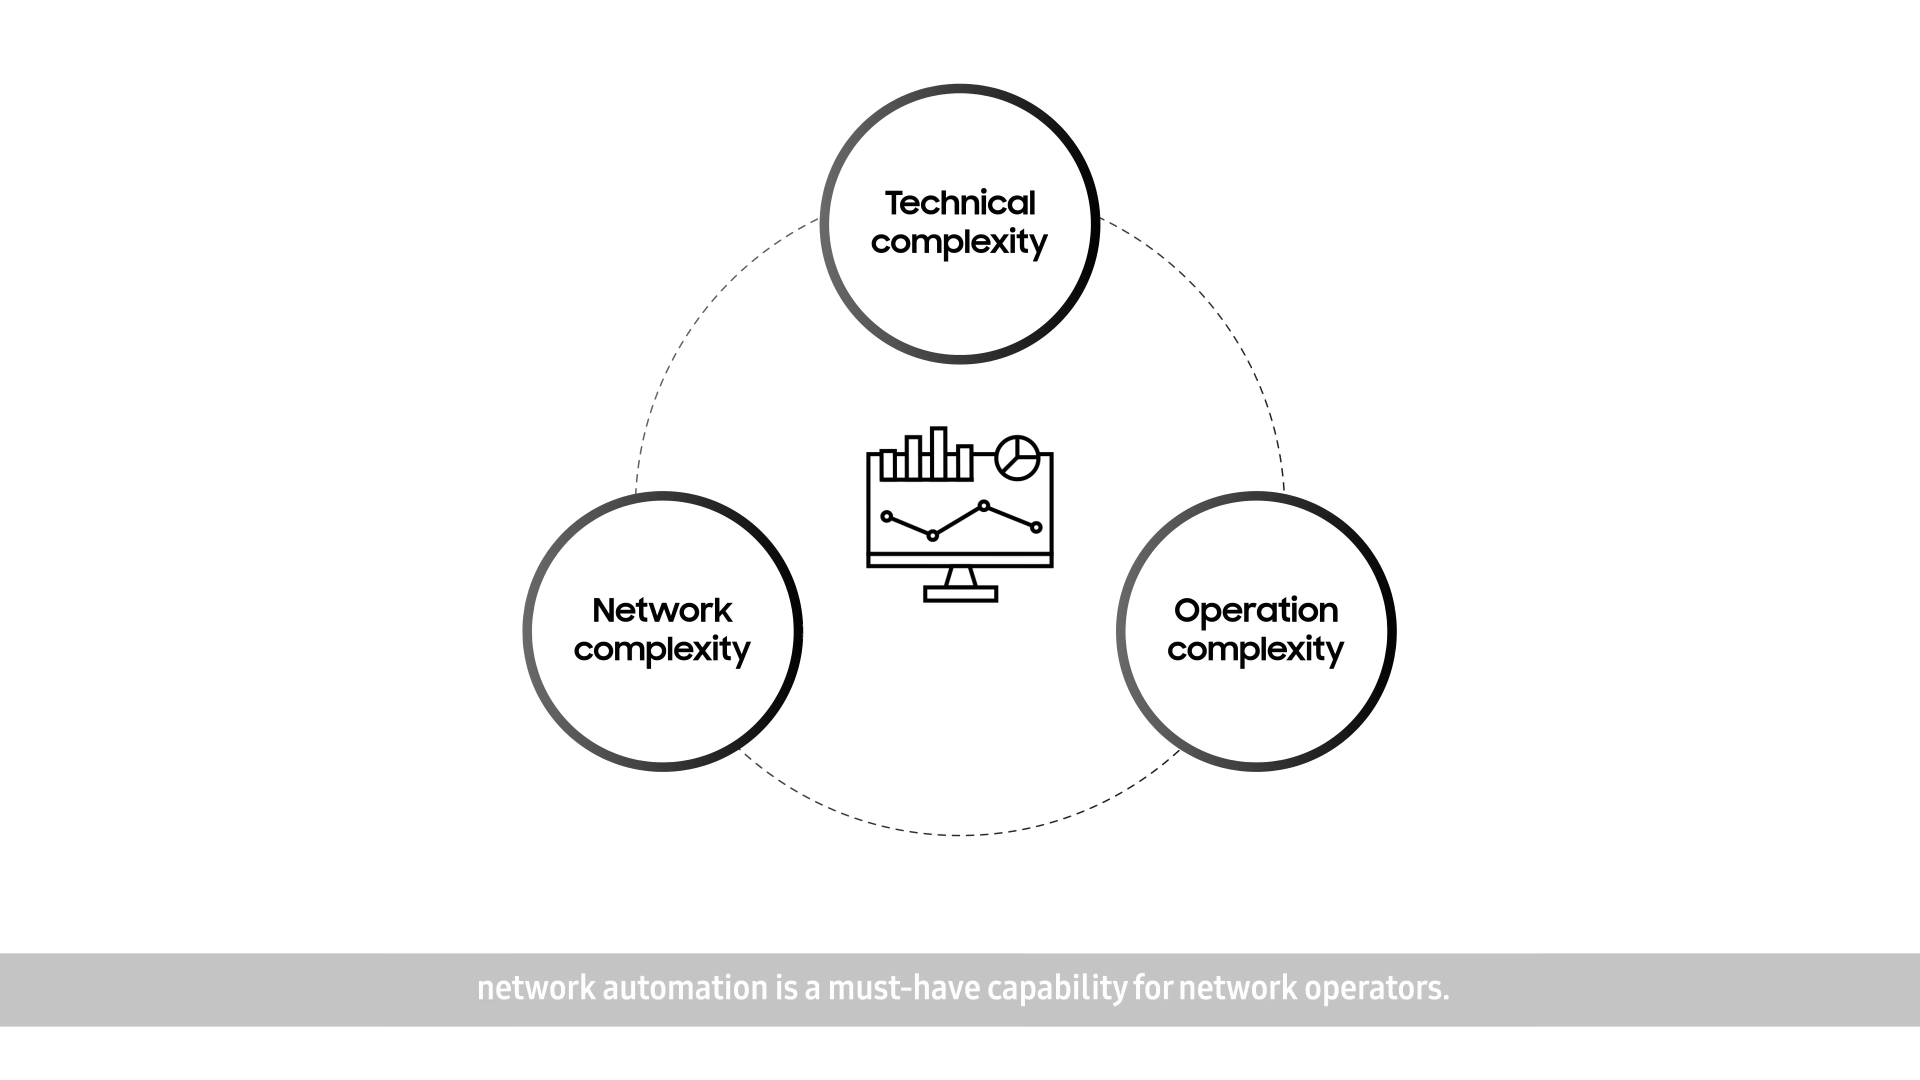 Technical
complexity
Network
complexity
Operation
complexity
network automation is a must-have capability for network operators.